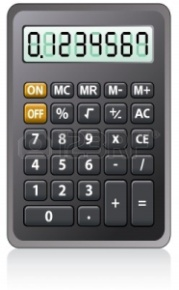 0.1234567
ON MC MR M- M+
OFF % √ +/- AC
7 8 9 x CE
4 5 6 - /
1 2 3 + =
0 .